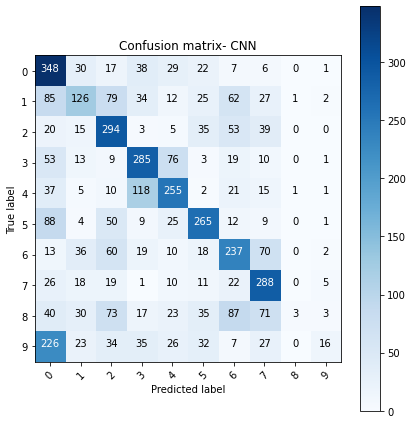 Confusion matrix- CNN
0 348 30 17 38 29 22 7 6 0 1
1 85 126 79 34 12 25 62 27 1 2
2 20 15 294 3 5 35 53 39 0 0
3 53 13 9 285 76 3 19 10 0 1
4 37 5 10 118 255 2 21 15 1 1
5 88 4 50 9 25 265 12 9 0 1
6 13 36 60 19 10 18 237 70 0 2
7 26 18 19 1 10 11 22 288 0 5
8 40 30 73 17 23 35 87 71 3 3
9 226 23 34 35 26 32 7 27 0 16
0 1 2 3 4 5 6 7 8 9
True label
Predicted label
300
250
200
150
100
50
0